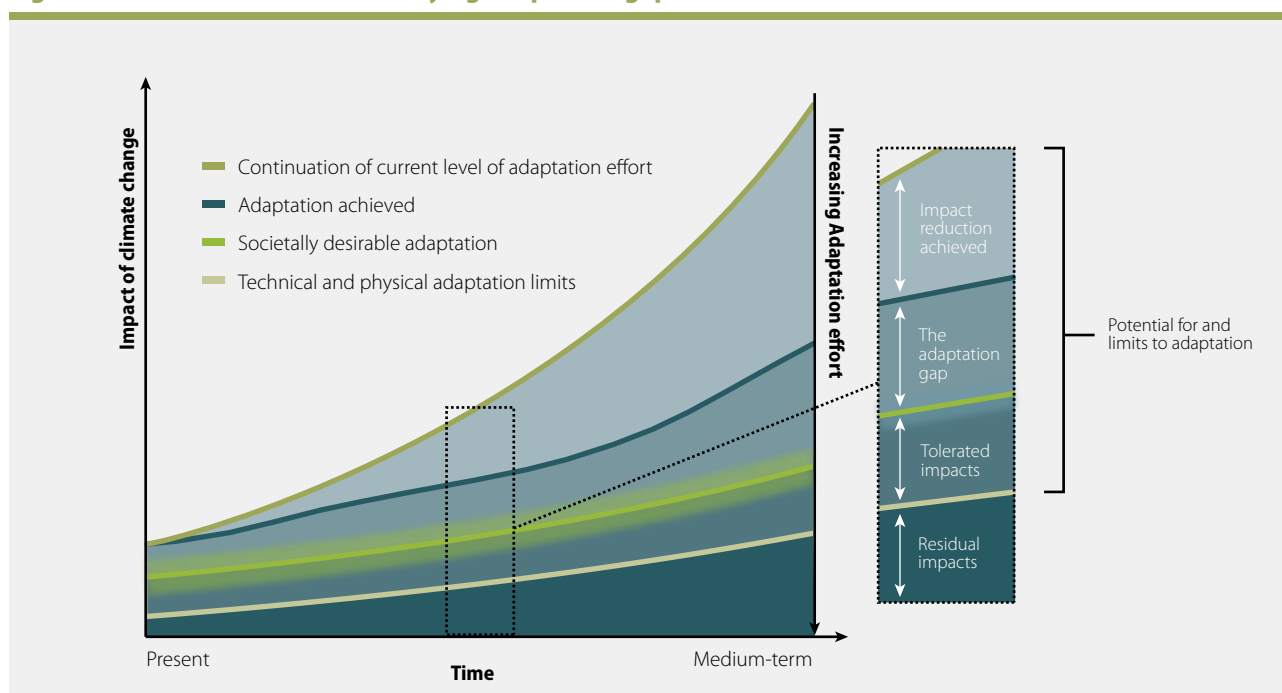 Impact of climate change
Continuation of current level of adaptation effort
Adaptation achieved
Societally desirable adaptation
Technical and physical adaptation limits
Increasing Adaptation effort
Impact
reduction
achieved
The
adaptation
gap
Tolerated
impacts
Residual
impacts
Potential for and
limits to adaptation
Present
Time
Medium-term